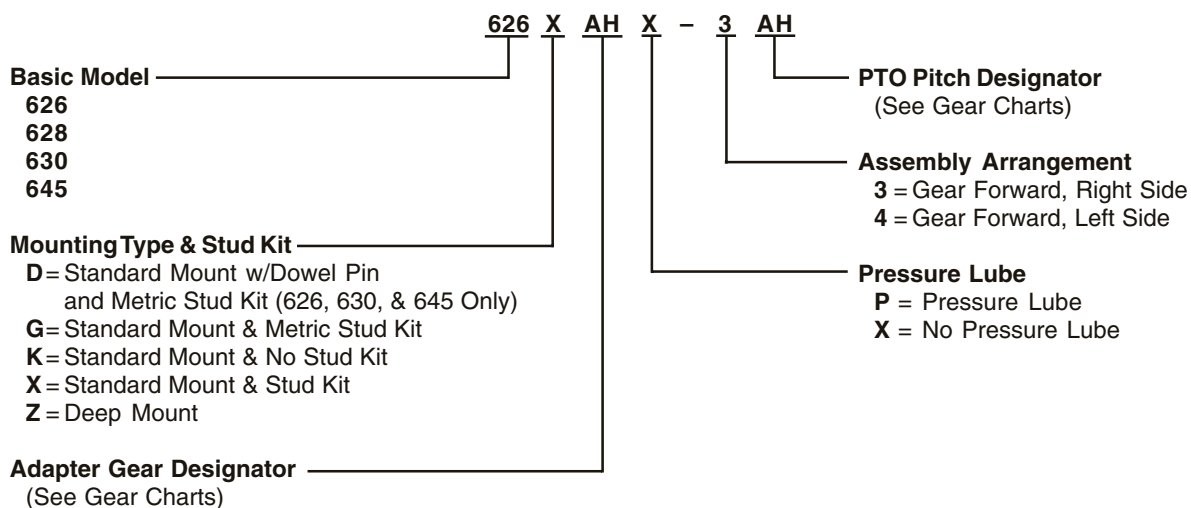 626 X AH X – 3 AH
Basic Model
626
628
630
645
Mounting Type & Stud Kit
D = Standard Mount w/Dowel Pin
and Metric Stud Kit (626, 630, & 645 Only)
G = Standard Mount & Metric Stud Kit
K = Standard Mount & No Stud Kit
X = Standard Mount & Stud Kit
Z = Deep Mount
Adapter Gear Designator
(See Gear Charts)
PTO Pitch Designator
(See Gear Charts)
Assembly Arrangement
3 = Gear Forward, Right Side
4 = Gear Forward, Left Side
Pressure Lube
P = Pressure Lube
X = No Pressure Lube